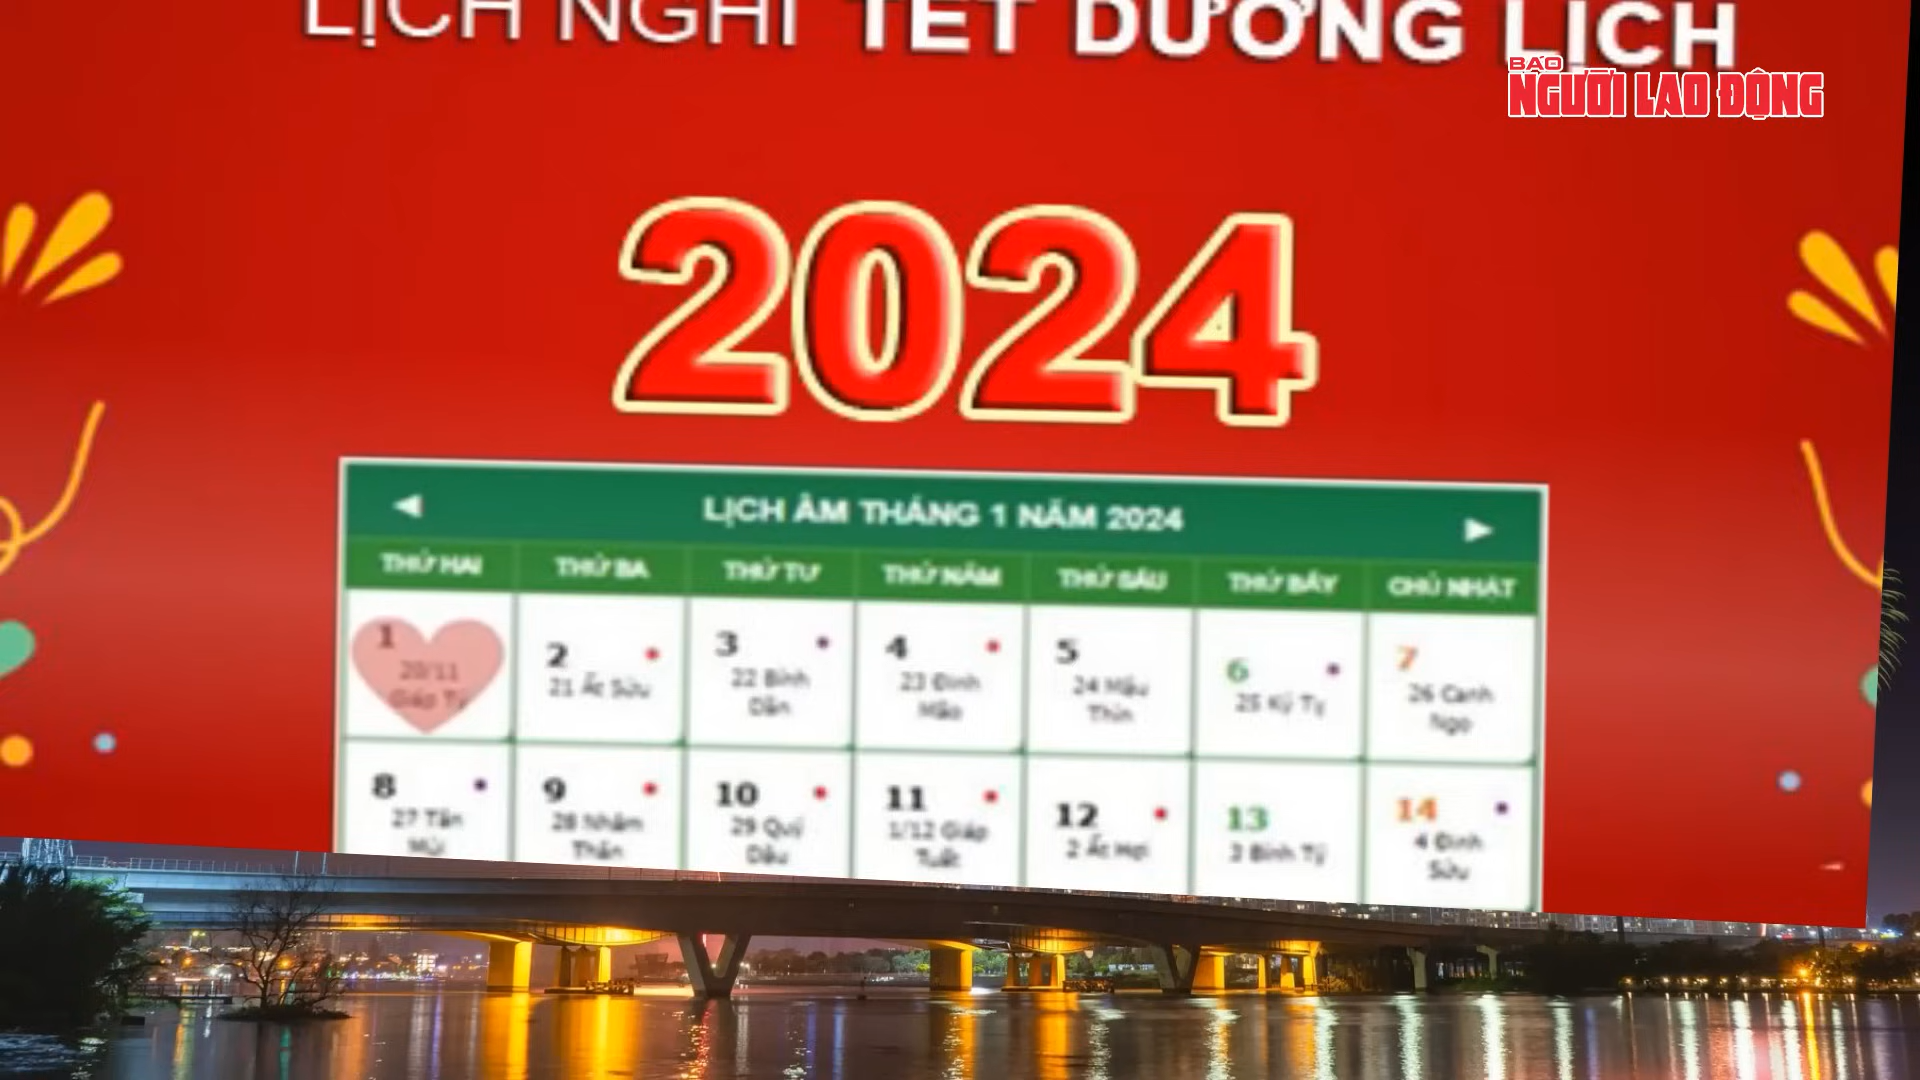 LỊCH NGHỈ TẾT DƯƠNG LỊCH
BÁO
NGƯỜI LAO ĐỘNG
2024
LỊCH ÂM THÁNG 1 NĂM 2024
THỨ HAI THỨ BA THỨ TƯ THỨ NĂM THỨ SÁU THỨ BẢY CHỦ NHẬT
1 2 3 4 5 6 7
20/11 21 Ất Sửu 22 Bính 23 Đinh 24 Mậu 25 Kỷ Tỵ 26 Canh
Giáp Tý Dần Mão Thìn Ngọ
8 9 10 11 12 13 14
27 Tân 28 Nhâm 29 Quý 1/12 Giáp 2 Ất Hợi 3 Bính Tý 4 Đinh
Mùi Thân Dậu Tuất Sửu